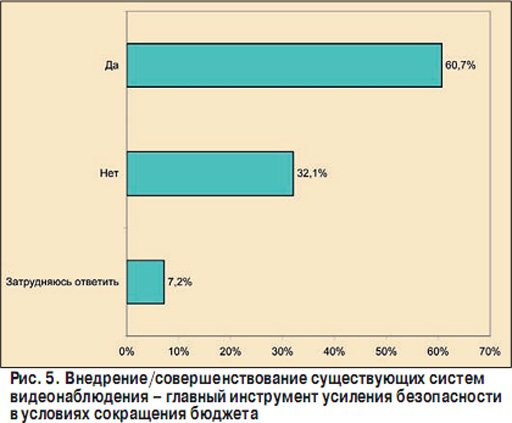 Да
60,7%
Нет
32,1%
Затрудняюсь ответить
7,2%
0% 10% 20% 30% 40% 50% 60% 70%
Рис. 5. Внедрение/совершенствование существующих систем
видеонаблюдения – главный инструмент усиления безопасности
в условиях сокращения бюджета